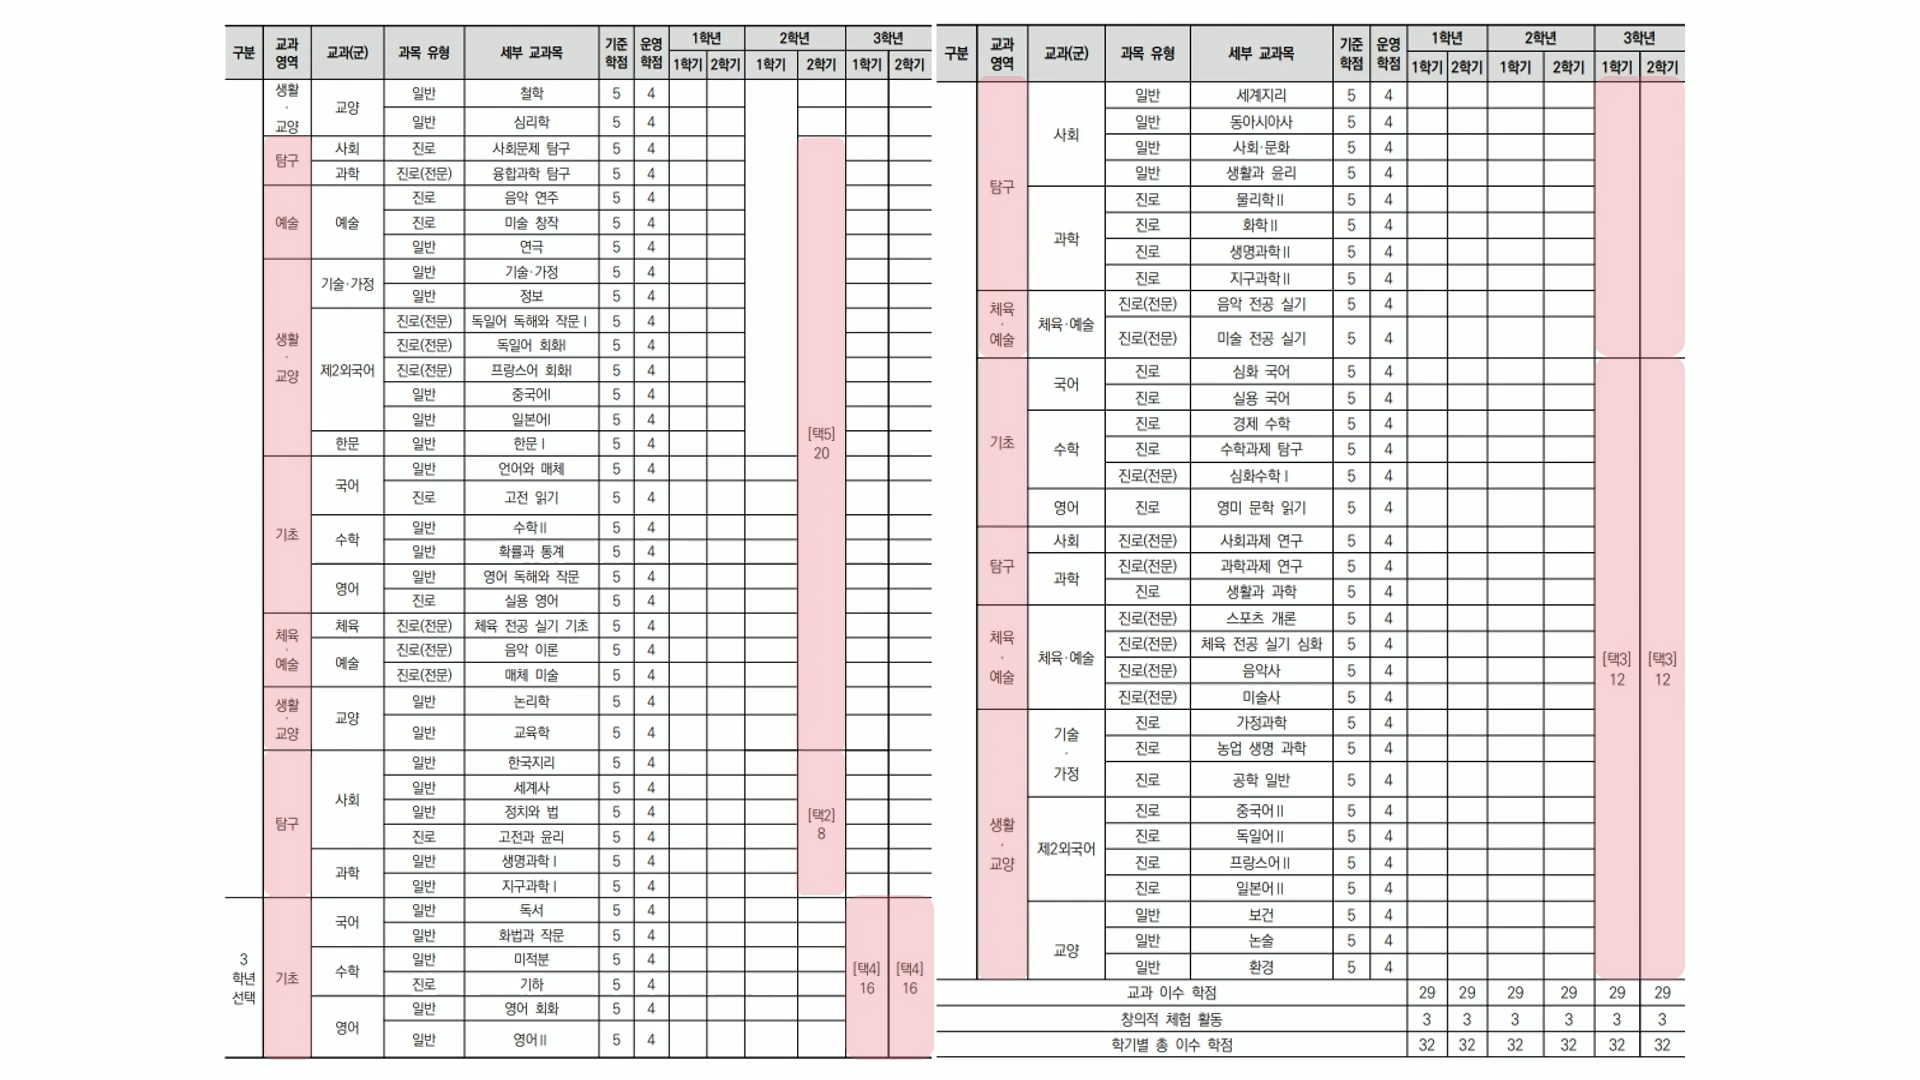 구분 교과 영역 교과(군) 과목 유형 세부 교과목 기준 학점 운영 학점 1학년 2학년 3학년
1학기 2학기 1학기 2학기 1학기 2학기
생활·교양 교양 일반 철학 5 4
일반 심리학 5 4
탐구 사회 진로 사회문제 탐구 5 4
과학 진로(전문) 융합과학 탐구 5 4
예술 예술 진로 음악 연주 5 4
진로 미술 창작 5 4
일반 연극 5 4
생활·교양 기술·가정 일반 기술·가정 5 4
일반 정보 5 4
제2외국어 진로(전문) 독일어 독해와 작문Ⅰ 5 4
진로(전문) 독일어 회화Ⅰ 5 4
진로(전문) 프랑스어 회화Ⅰ 5 4
일반 중국어Ⅰ 5 4
일반 일본어Ⅰ 5 4
한문 일반 한문Ⅰ 5 4
[택5]
20
기초 국어 일반 언어와 매체 5 4
진로 고전 읽기 5 4
수학 일반 수학Ⅱ 5 4
일반 확률과 통계 5 4
영어 일반 영어 독해와 작문 5 4
진로 실용 영어 5 4
체육·예술 체육 진로(전문) 체육 전공 실기 기초 5 4
예술 진로(전문) 음악 이론 5 4
진로(전문) 매체 미술 5 4
생활·교양 교양 일반 논리학 5 4
일반 교육학 5 4
탐구 사회 일반 한국지리 5 4
일반 세계사 5 4
일반 정치와 법 5 4
진로 고전과 윤리 5 4
과학 일반 생명과학Ⅰ 5 4
일반 지구과학Ⅰ 5 4
[택2]
8
3학년 선택 기초 국어 일반 독서 5 4
일반 화법과 작문 5 4
수학 일반 미적분 5 4
진로 기하 5 4
영어 일반 영어 회화 5 4
일반 영어Ⅱ 5 4
[택4] [택4]
16 16
구분 교과 영역 교과(군) 과목 유형 세부 교과목 기준 학점 운영 학점 1학년 2학년 3학년
1학기 2학기 1학기 2학기 1학기 2학기
탐구 사회 일반 세계지리 5 4
일반 동아시아사 5 4
일반 사회·문화 5 4
일반 생활과 윤리 5 4
과학 진로 물리학Ⅱ 5 4
진로 화학Ⅱ 5 4
진로 생명과학Ⅱ 5 4
진로 지구과학Ⅱ 5 4
체육·예술 체육·예술 진로(전문) 음악 전공 실기 5 4
진로(전문) 미술 전공 실기 5 4
기초 국어 진로 심화 국어 5 4
진로 실용 국어 5 4
수학 진로 경제 수학 5 4
진로 수학과제 탐구 5 4
진로(전문) 심화수학Ⅰ 5 4
영어 진로 영미 문학 읽기 5 4
탐구 사회 진로(전문) 사회과제 연구 5 4
과학 진로(전문) 과학과제 연구 5 4
진로 생활과 과학 5 4
체육·예술 체육·예술 진로(전문) 스포츠 개론 5 4
진로(전문) 체육 전공 실기 심화 5 4
진로(전문) 음악사 5 4
진로(전문) 미술사 5 4
[택3] [택3]
12 12
생활·교양 기술·가정 진로 가정과학 5 4
진로 농업 생명 과학 5 4
진로 공학 일반 5 4
제2외국어 진로 중국어Ⅱ 5 4
진로 독일어Ⅱ 5 4
진로 프랑스어Ⅱ 5 4
진로 일본어Ⅱ 5 4
교양 일반 보건 5 4
일반 논술 5 4
일반 환경 5 4
교과 이수 학점 29 29 29 29 29 29
창의적 체험 활동 3 3 3 3 3 3
학기별 총 이수 학점 32 32 32 32 32 32